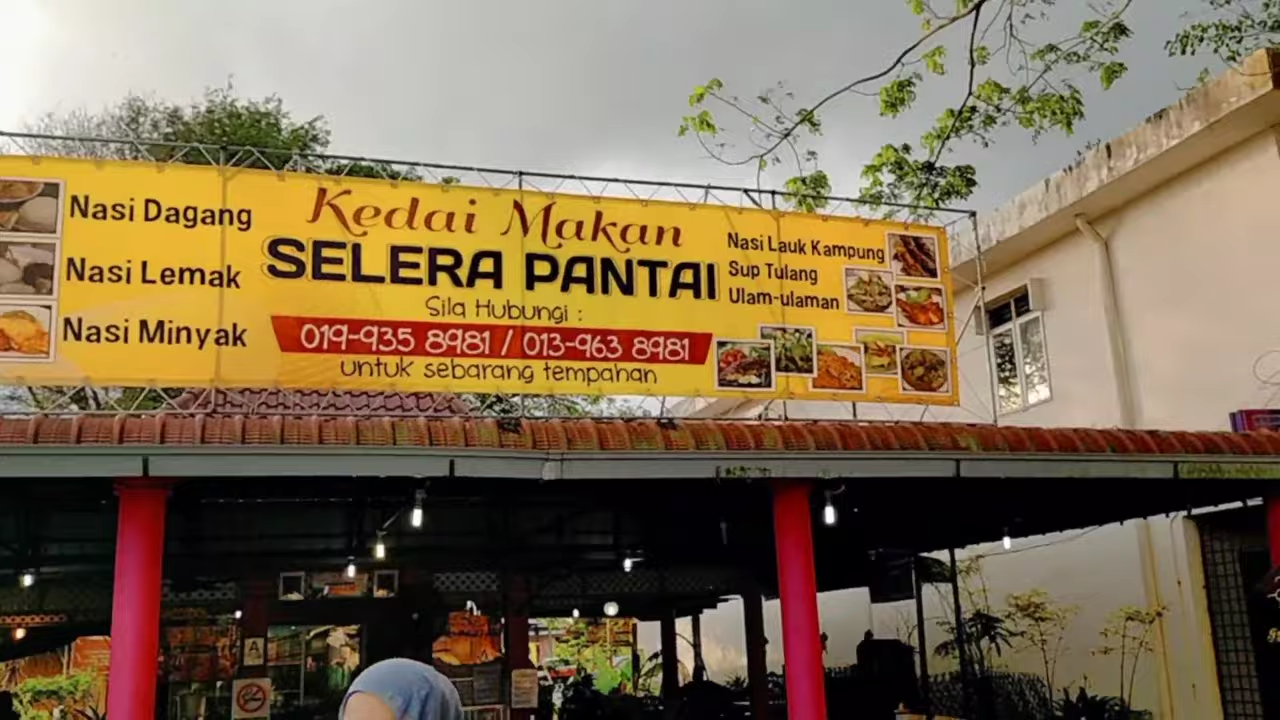 Nasi Dagang
Nasi Lemak
Nasi Minyak
Kedai Makan
SELERA PANTAI
Sila Hubungi :
019-935 8981 / 013-963 8981
untuk sebarang tempahan
Nasi Lauk Kampung
Sup Tulang
Ulam-ulaman
A